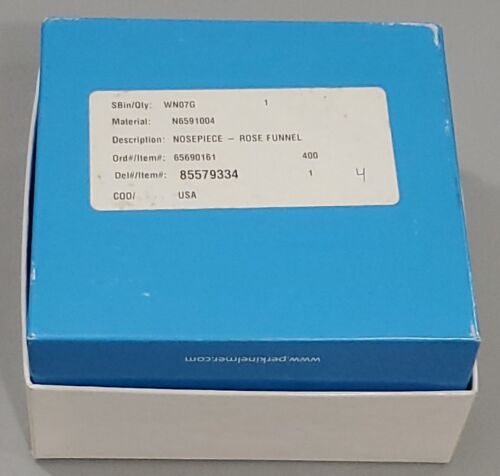 SBin/Qty: WN07G 1
Material: N6591004
Description: NOSEPIECE – ROSE FUNNEL
Ord#/Item#: 65690161 400
Del#/Item#: 85579334 1 4
COO/ USA
www.perkinelmer.com